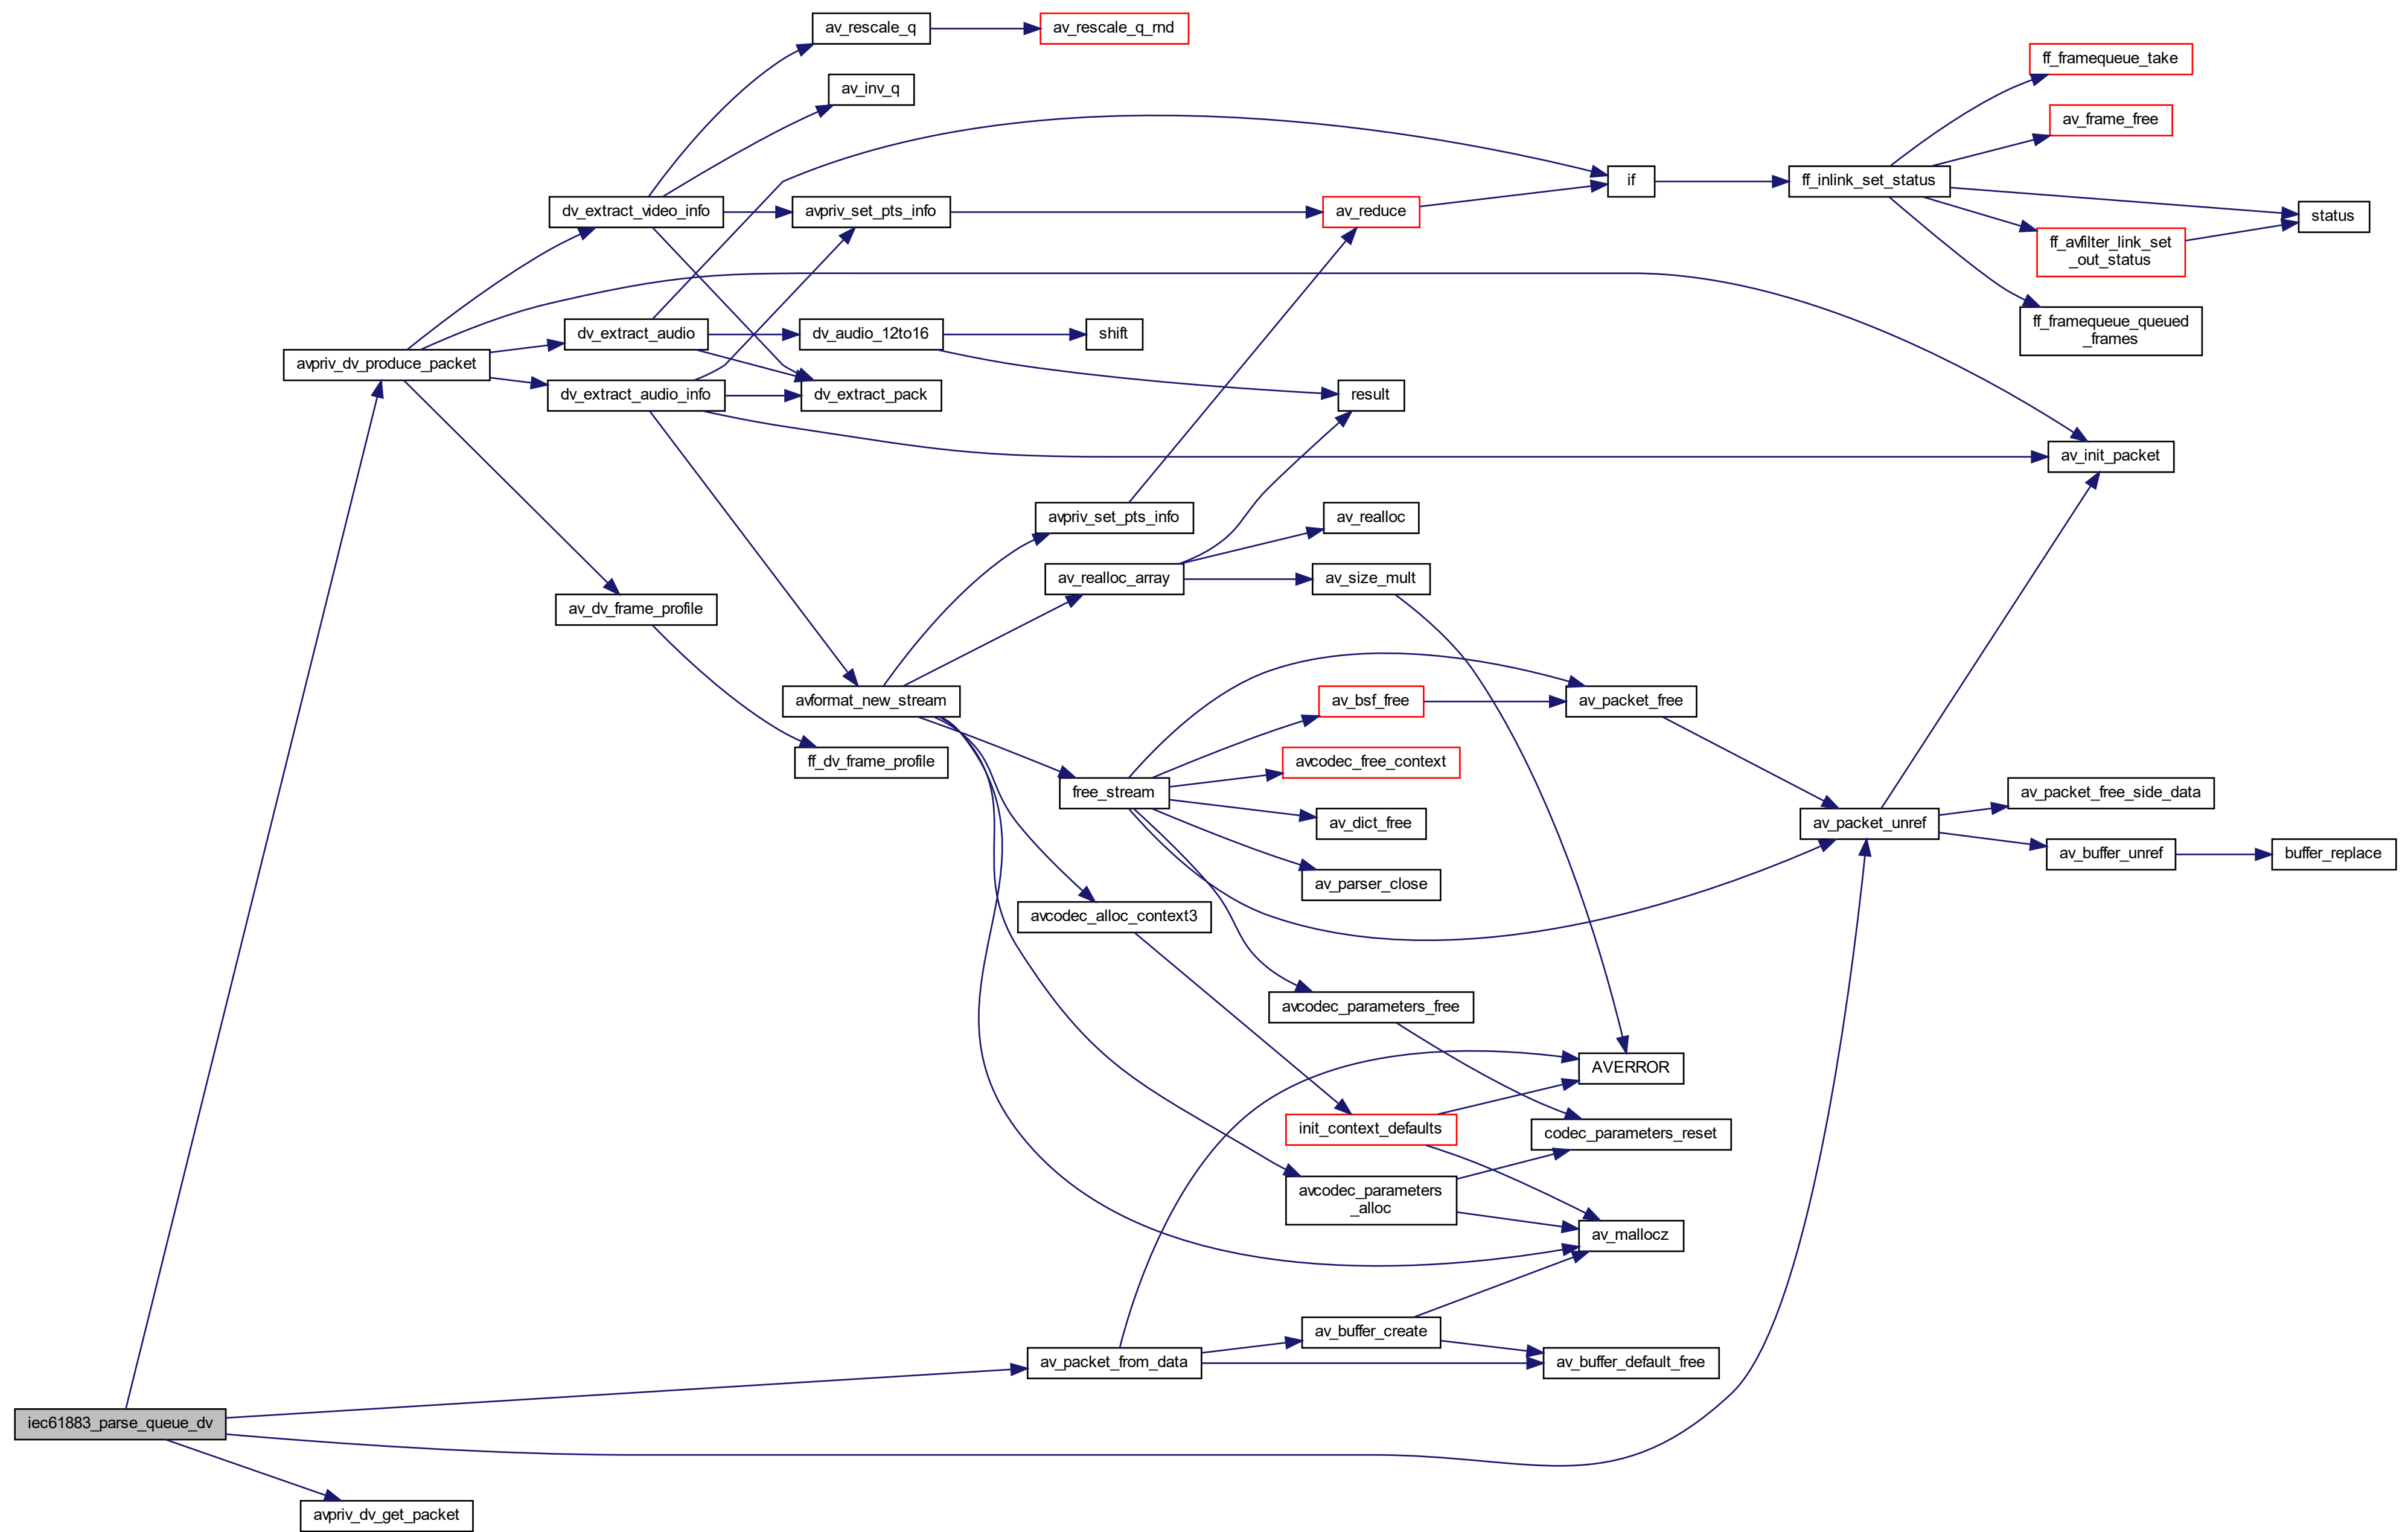 av_rescale_q
av_rescale_q_rnd
ff_framequeue_take
av_inv_q
av_frame_free
if
ff_inlink_set_status
dv_extract_video_info
avpriv_set_pts_info
av_reduce
status
ff_avfilter_link_set
_out_status
ff_framequeue_queued
_frames
dv_extract_audio
dv_audio_12to16
shift
avpriv_dv_produce_packet
dv_extract_audio_info
dv_extract_pack
result
av_init_packet
avpriv_set_pts_info
av_realloc
av_realloc_array
av_size_mult
av_dv_frame_profile
avformat_new_stream
av_bsf_free
av_packet_free
ff_dv_frame_profile
avcodec_free_context
free_stream
av_packet_free_side_data
av_dict_free
av_packet_unref
av_buffer_unref
buffer_replace
av_parser_close
avcodec_alloc_context3
avcodec_parameters_free
AVERROR
init_context_defaults
codec_parameters_reset
avcodec_parameters
_alloc
av_mallocz
av_buffer_create
av_packet_from_data
av_buffer_default_free
iec61883_parse_queue_dv
avpriv_dv_get_packet